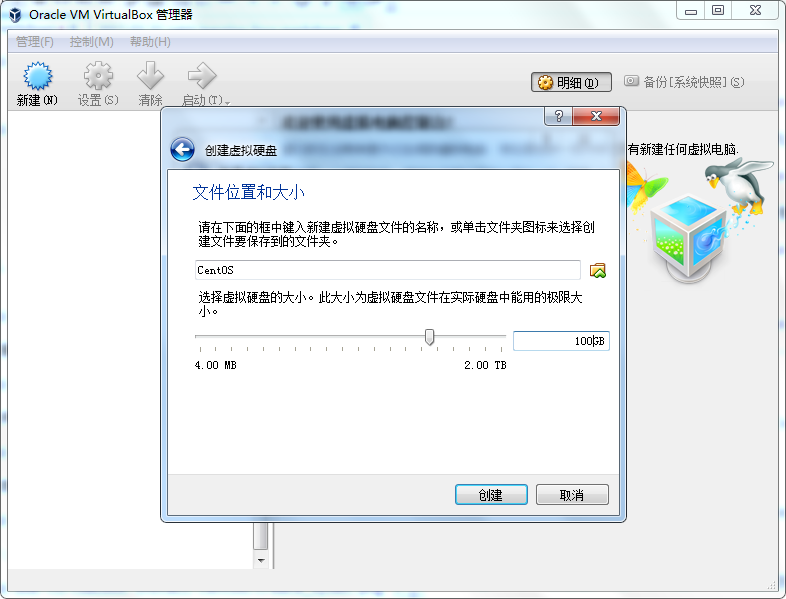 Oracle VM VirtualBox 管理器
管理(F) 控制(M) 帮助(H)
新建(N) 设置(S) 清除 启动(T)
明细(D) 备份[系统快照](S)
有新建任何虚拟电脑.
?
创建虚拟硬盘
文件位置和大小
请在下面的框中键入新建虚拟硬盘文件的名称，或单击文件夹图标来选择创
建文件要保存到的文件夹。
CentOS
选择虚拟硬盘的大小。此大小为虚拟硬盘文件在实际硬盘中能用的极限大
小。
100GB
4.00 MB 2.00 TB
创建 取消